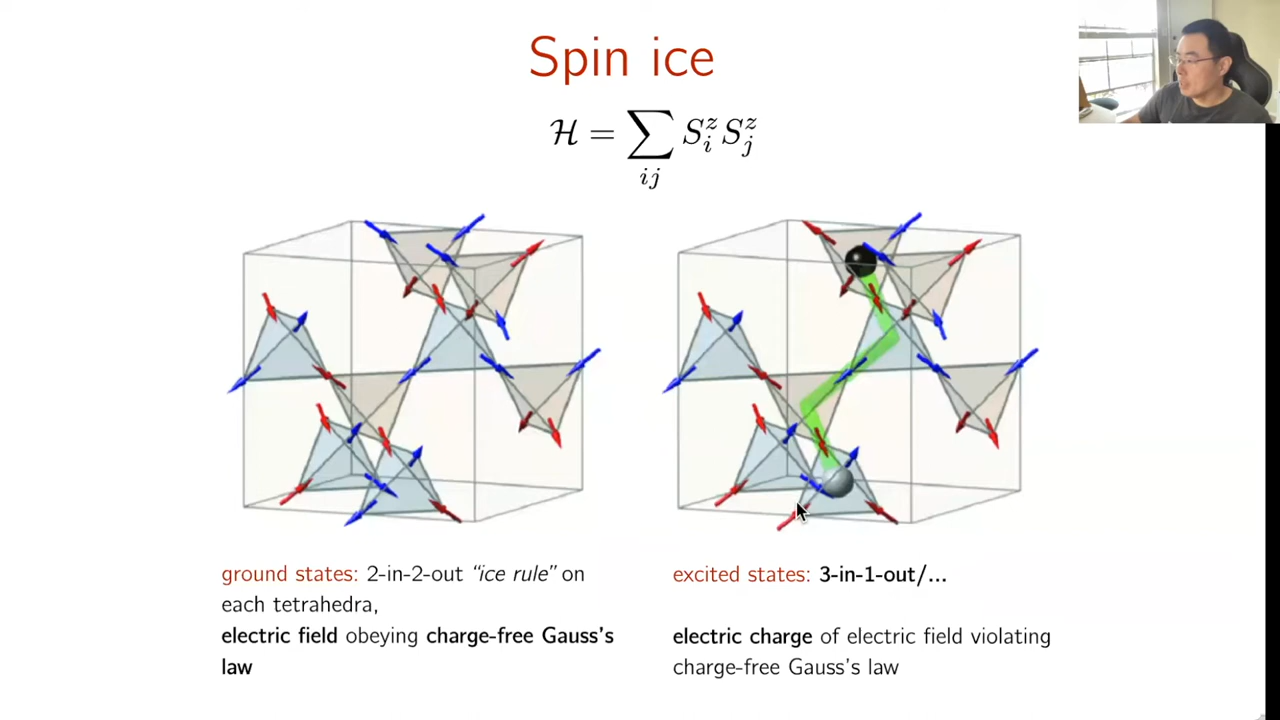 Spin ice
ℋ = ∑_{ij} S_i^z S_j^z
ground states: 2-in-2-out “ice rule” on
each tetrahedra,
electric field obeying charge-free Gauss's
law
excited states: 3-in-1-out/...
electric charge of electric field violating
charge-free Gauss's law